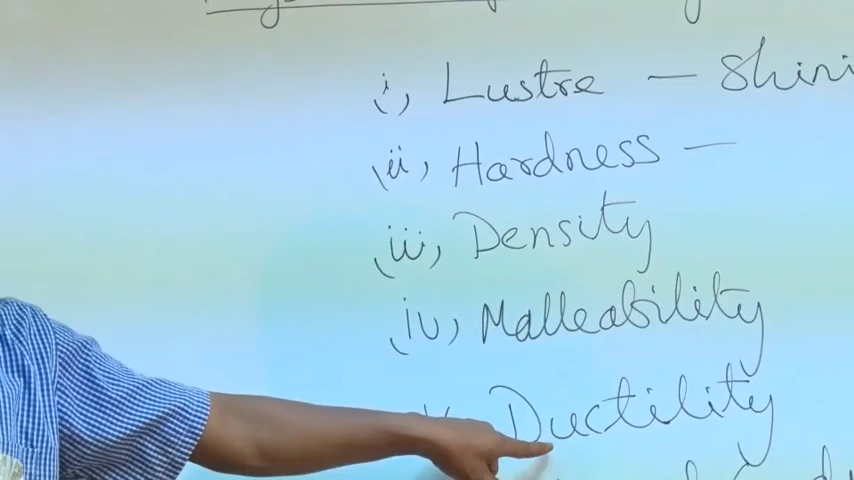 (i) Lustre — Shini
(ii) Hardness —
(iii) Density
(iv) Malleability
Ductility